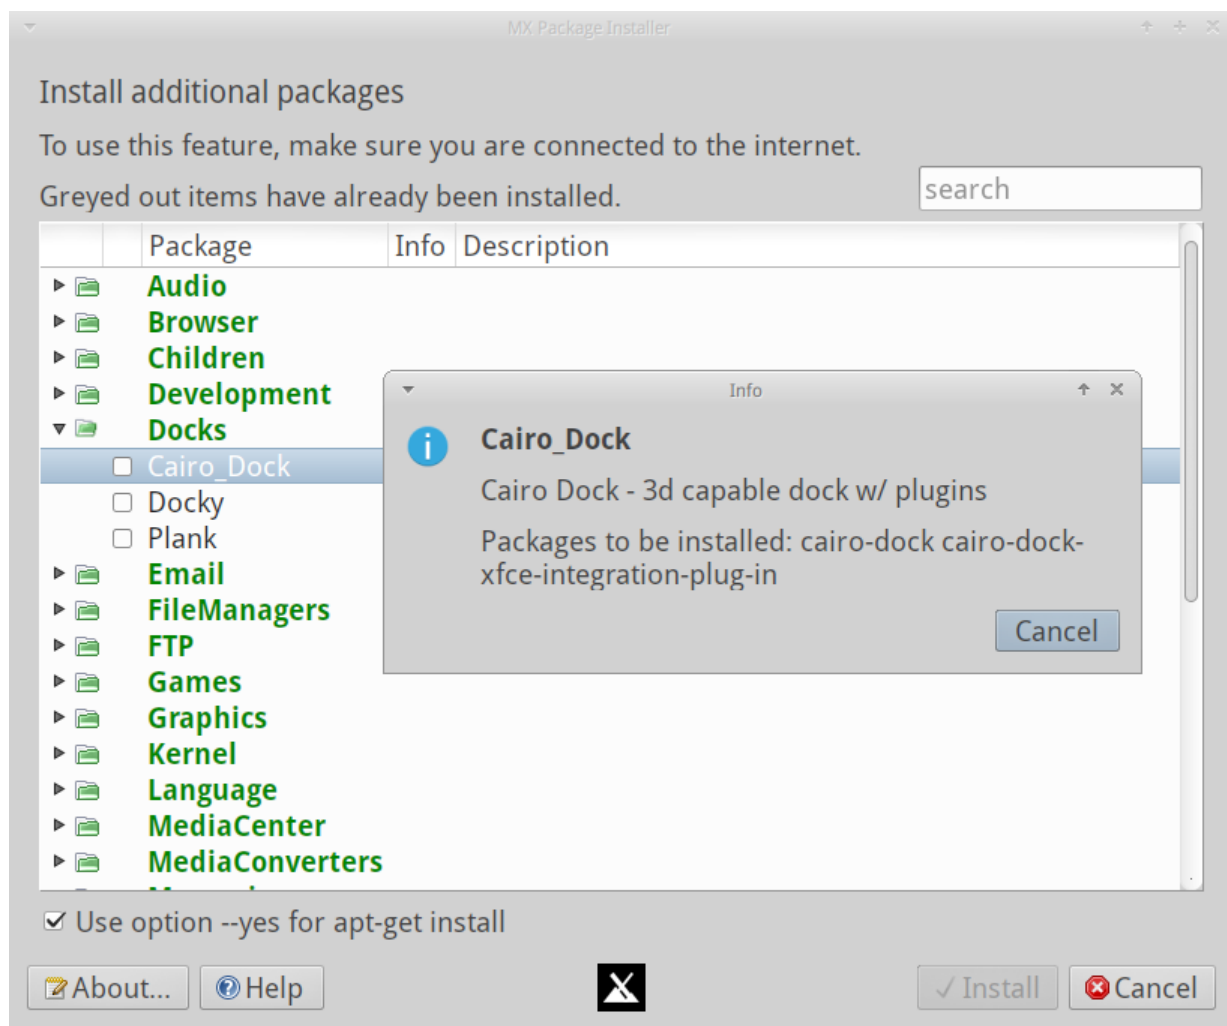 MX Package Installer
Install additional packages
To use this feature, make sure you are connected to the internet.
Greyed out items have already been installed.
search
Package Info Description
Audio
Browser
Children
Development
Docks
Cairo_Dock
Docky
Plank
Email
FileManagers
FTP
Games
Graphics
Kernel
Language
MediaCenter
MediaConverters
Info
Cairo_Dock
Cairo Dock - 3d capable dock w/ plugins
Packages to be installed: cairo-dock cairo-dock-
xfce-integration-plug-in
Cancel
Use option --yes for apt-get install
About... Help Install Cancel